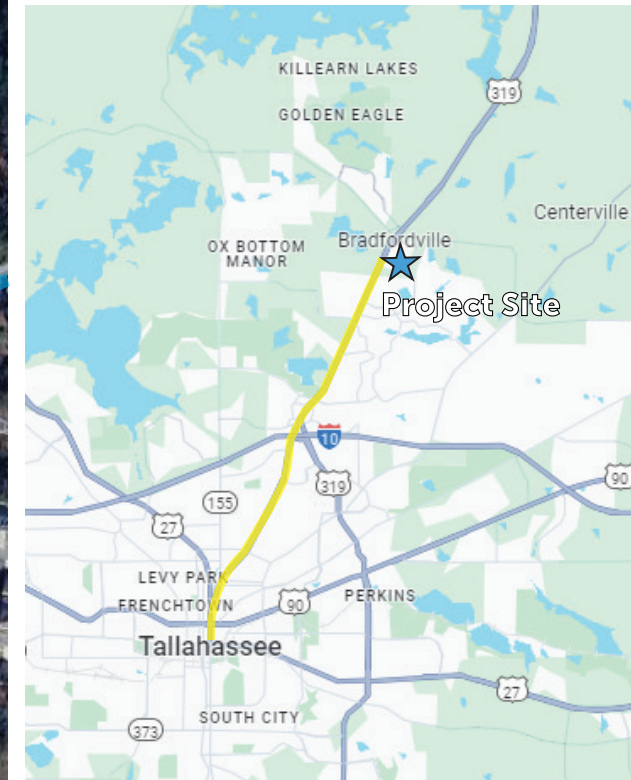 KILLEARN LAKES
319
GOLDEN EAGLE
Centerville
Bradfordville
OX BOTTOM
MANOR
Project Site
10
319
90
155
27
LEVY PARK
90
PERKINS
FRENCHTOWN
Tallahassee
27
SOUTH CITY
373